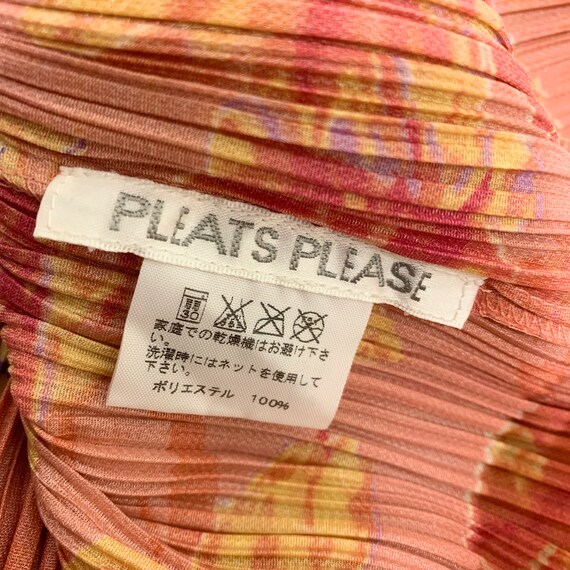 PLEATS PLEASE
家庭での乾燥機はお避け下さ
い。
洗濯時にはネットを使用して
下さい。
ポリエステル 100%